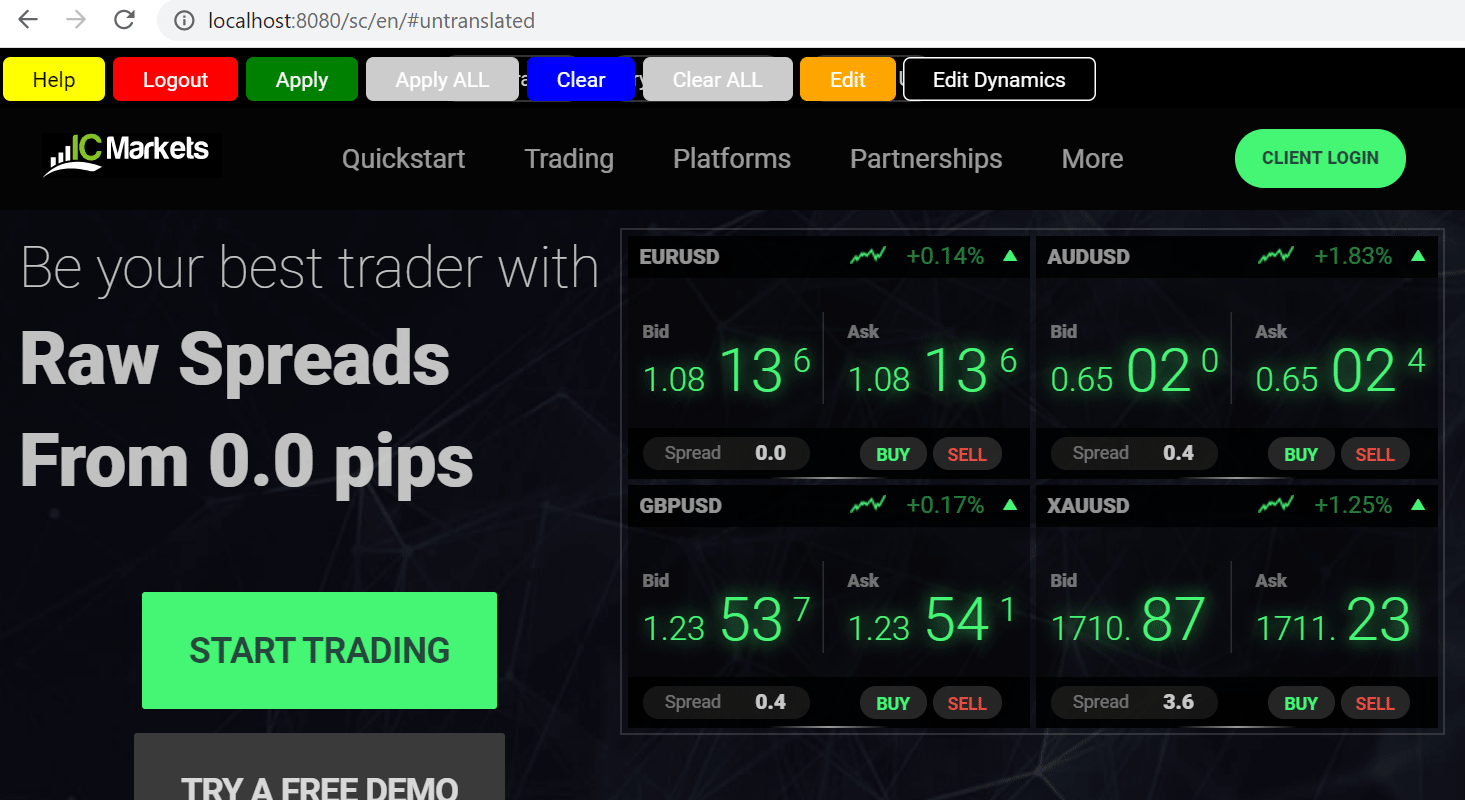 localhost:8080/sc/en/#untranslated
Help Logout Apply Apply ALL Clear Clear ALL Edit Edit Dynamics
IC Markets Quickstart Trading Platforms Partnerships More CLIENT LOGIN
Be your best trader with
Raw Spreads
From 0.0 pips
START TRADING
TRY A FREE DEMO
EURUSD +0.14%
Bid Ask
1.08 13 6 1.08 13 6
Spread 0.0 BUY SELL
AUDUSD +1.83%
Bid Ask
0.65 02 0 0.65 02 4
Spread 0.4 BUY SELL
GBPUSD +0.17%
Bid Ask
1.23 53 7 1.23 54 1
Spread 0.4 BUY SELL
XAUUSD +1.25%
Bid Ask
1710. 87 1711. 23
Spread 3.6 BUY SELL